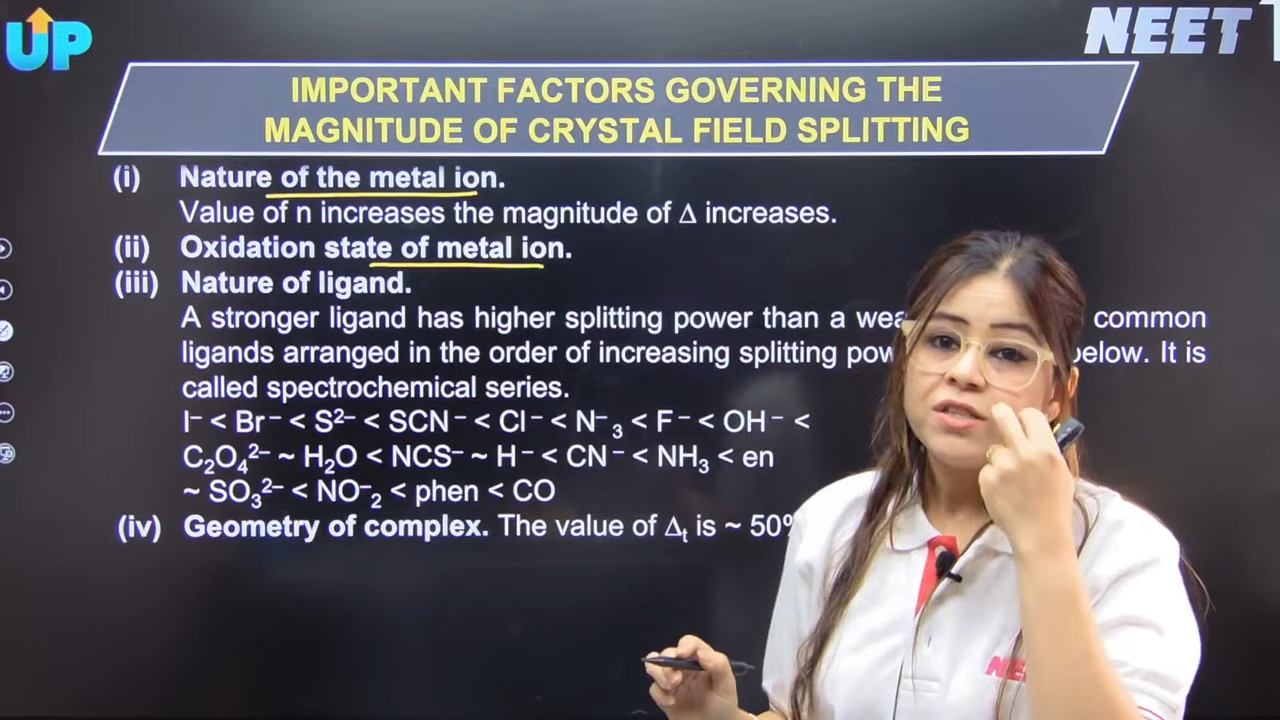 UP
NEET
IMPORTANT FACTORS GOVERNING THE
MAGNITUDE OF CRYSTAL FIELD SPLITTING
(i) Nature of the metal ion.
Value of n increases the magnitude of Δ increases.
(ii) Oxidation state of metal ion.
(iii) Nature of ligand.
A stronger ligand has higher splitting power than a common
ligands arranged in the order of increasing splitting below. It is
called spectrochemical series.
I⁻ < Br⁻ < S²⁻ < SCN⁻ < Cl⁻ < N⁻₃ < F⁻ < OH⁻ <
C₂O₄²⁻ ~ H₂O < NCS⁻ ~ H⁻ < CN⁻ < NH₃ < en
~ SO₃²⁻ < NO⁻₂ < phen < CO
(iv) Geometry of complex. The value of Δₜ is ~ 50%